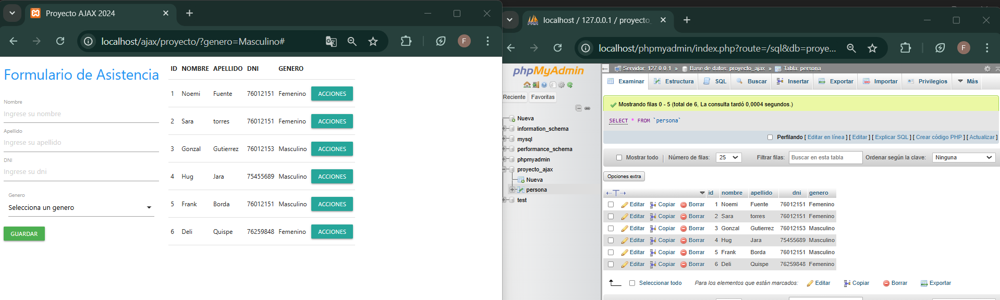 Proyecto AJAX 2024
localhost/ajax/proyecto/?genero=Masculino#
F
Formulario de Asistencia
Nombre
Ingrese su nombre
Apellido
Ingrese su apellido
DNI
Ingrese su dni
Genero
Selecciona un genero
GUARDAR
ID NOMBRE APELLIDO DNI GENERO
1 Noemi Fuente 76012151 Femenino ACCIONES
2 Sara torres 76012151 Femenino ACCIONES
3 Gonzal Gutierrez 76012153 Masculino ACCIONES
4 Hug Jara 75455689 Masculino ACCIONES
5 Frank Borda 76012151 Masculino ACCIONES
6 Deli Quispe 76259848 Femenino ACCIONES
PMA localhost / 127.0.0.1 / proyecto_
localhost/phpmyadmin/index.php?route=/sql&db=proye...
F
phpMyAdmin
Reciente Favoritas
Nueva
information_schema
mysql
performance_schema
phpmyadmin
proyecto_ajax
Nueva
persona
test
Servidor: 127.0.0.1 » Base de datos: proyecto_ajax » Tabla: persona
Examinar Estructura SQL Buscar Insertar Exportar Importar Privilegios Más
Mostrando filas 0 - 5 (total de 6, La consulta tardó 0,0004 segundos.)
SELECT * FROM `persona`
Perfilando [ Editar en línea ] [ Editar ] [ Explicar SQL ] [ Crear código PHP ] [ Actualizar ]
Mostrar todo Número de filas: 25 Filtrar filas: Buscar en esta tabla Ordenar según la clave: Ninguna
Opciones extra
←T→ id nombre apellido dni genero
Editar Copiar Borrar 1 Noemi Fuente 76012151 Femenino
Editar Copiar Borrar 2 Sara torres 76012151 Femenino
Editar Copiar Borrar 3 Gonzal Gutierrez 76012153 Masculino
Editar Copiar Borrar 4 Hug Jara 75455689 Masculino
Editar Copiar Borrar 5 Frank Borda 76012151 Masculino
Editar Copiar Borrar 6 Deli Quispe 76259848 Femenino
Seleccionar todo Para los elementos que están marcados: Editar Copiar Borrar Exportar